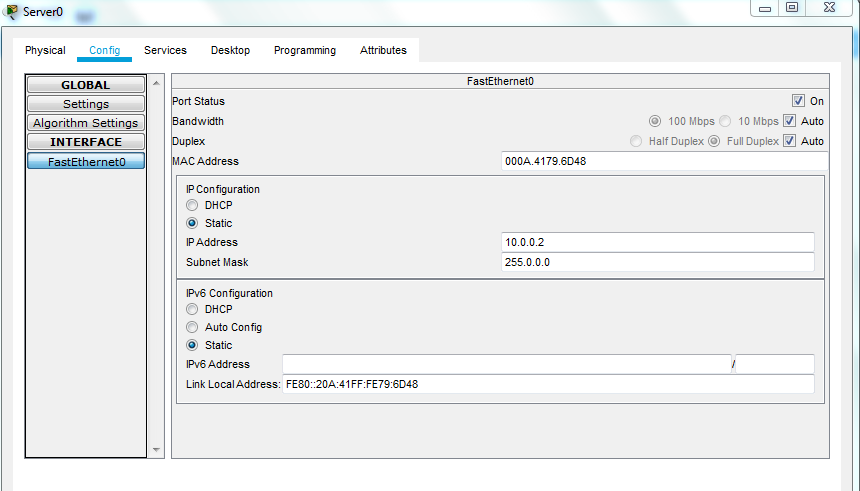 Server0
Physical Config Services Desktop Programming Attributes
GLOBAL
Settings
Algorithm Settings
INTERFACE
FastEthernet0
FastEthernet0
Port Status On
Bandwidth 100 Mbps 10 Mbps Auto
Duplex Half Duplex Full Duplex Auto
MAC Address 000A.4179.6D48
IP Configuration
DHCP
Static
IP Address 10.0.0.2
Subnet Mask 255.0.0.0
IPv6 Configuration
DHCP
Auto Config
Static
IPv6 Address /
Link Local Address: FE80::20A:41FF:FE79:6D48